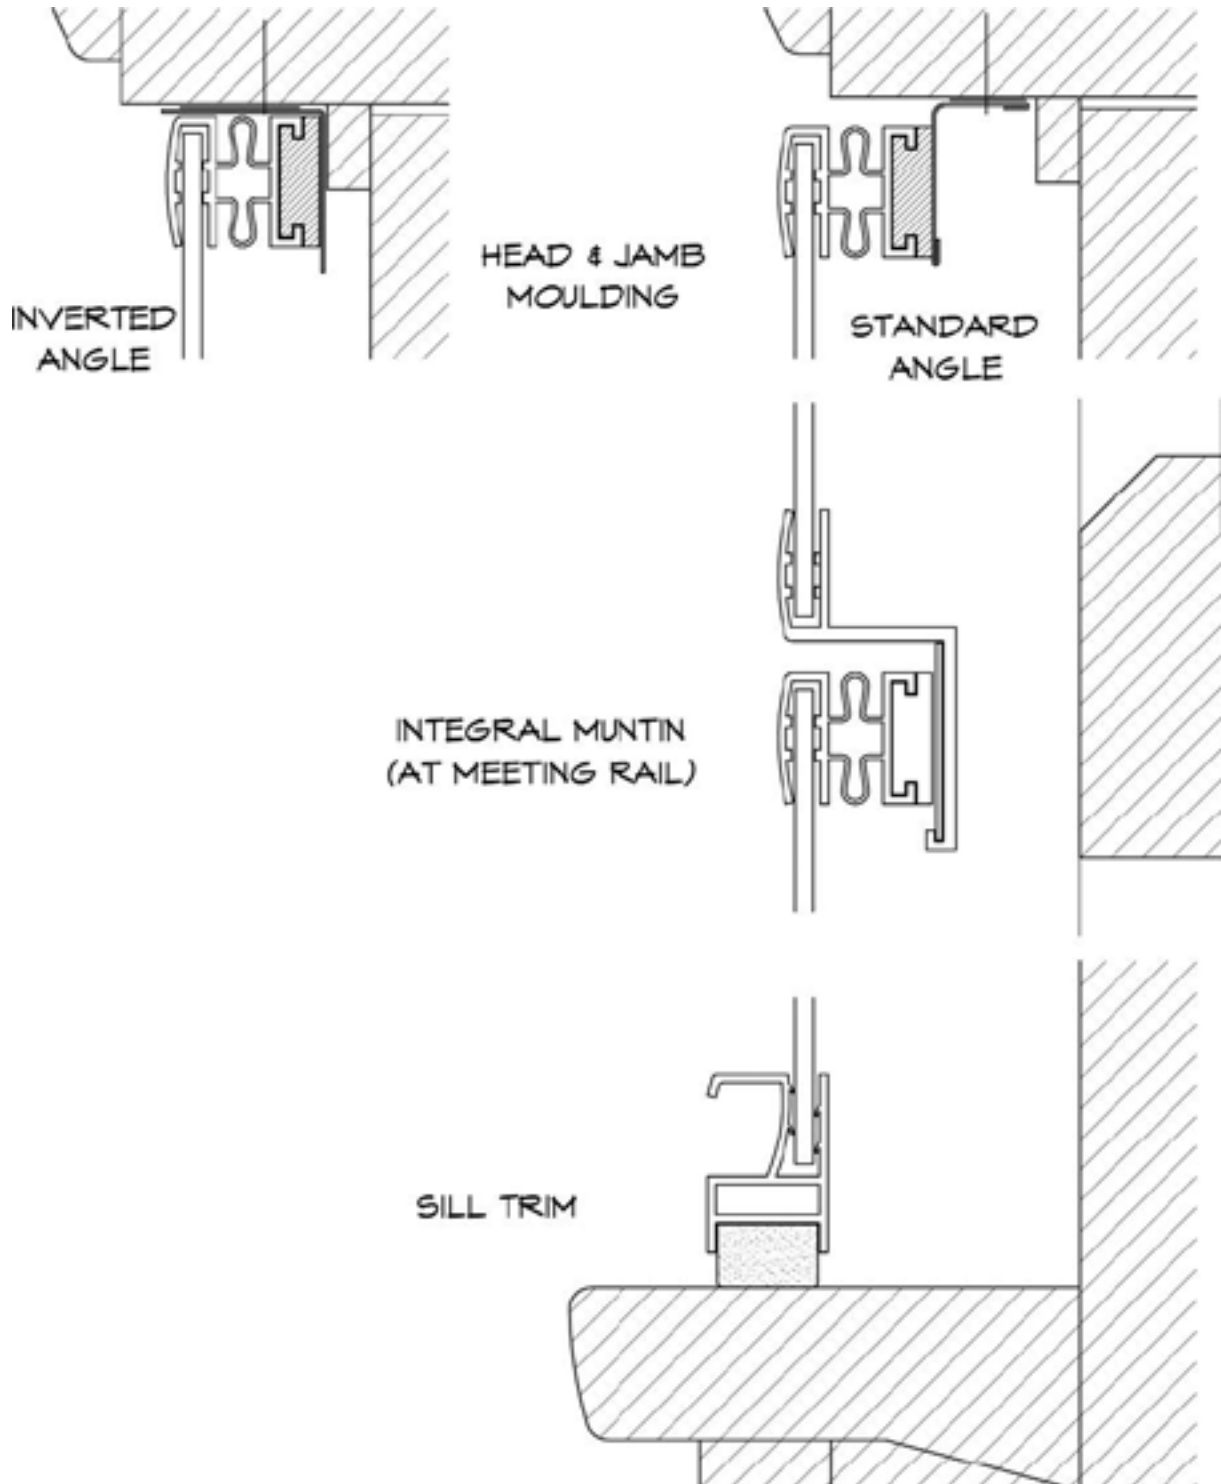 HEAD & JAMB
MOULDING
INVERTED
ANGLE
STANDARD
ANGLE
INTEGRAL MUNTIN
(AT MEETING RAIL)
SILL TRIM